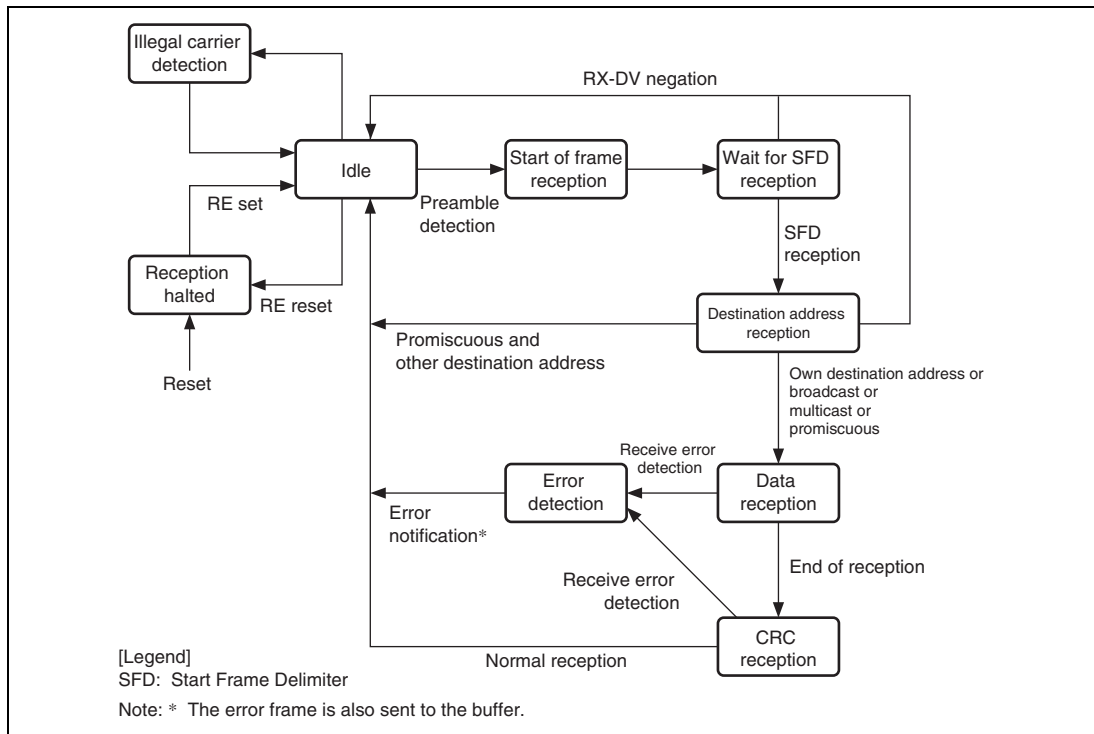 Illegal carrier
detection
RX-DV negation
Idle
Start of frame
reception
Wait for SFD
reception
Preamble
detection
RE set
SFD
reception
Reception
halted
RE reset
Destination address
reception
Promiscuous and
other destination address
Reset
Own destination address or
broadcast or
multicast or
promiscuous
Receive error
detection
Error
detection
Data
reception
Error
notification*
End of reception
Receive error
detection
CRC
reception
Normal reception
[Legend]
SFD: Start Frame Delimiter
Note: * The error frame is also sent to the buffer.